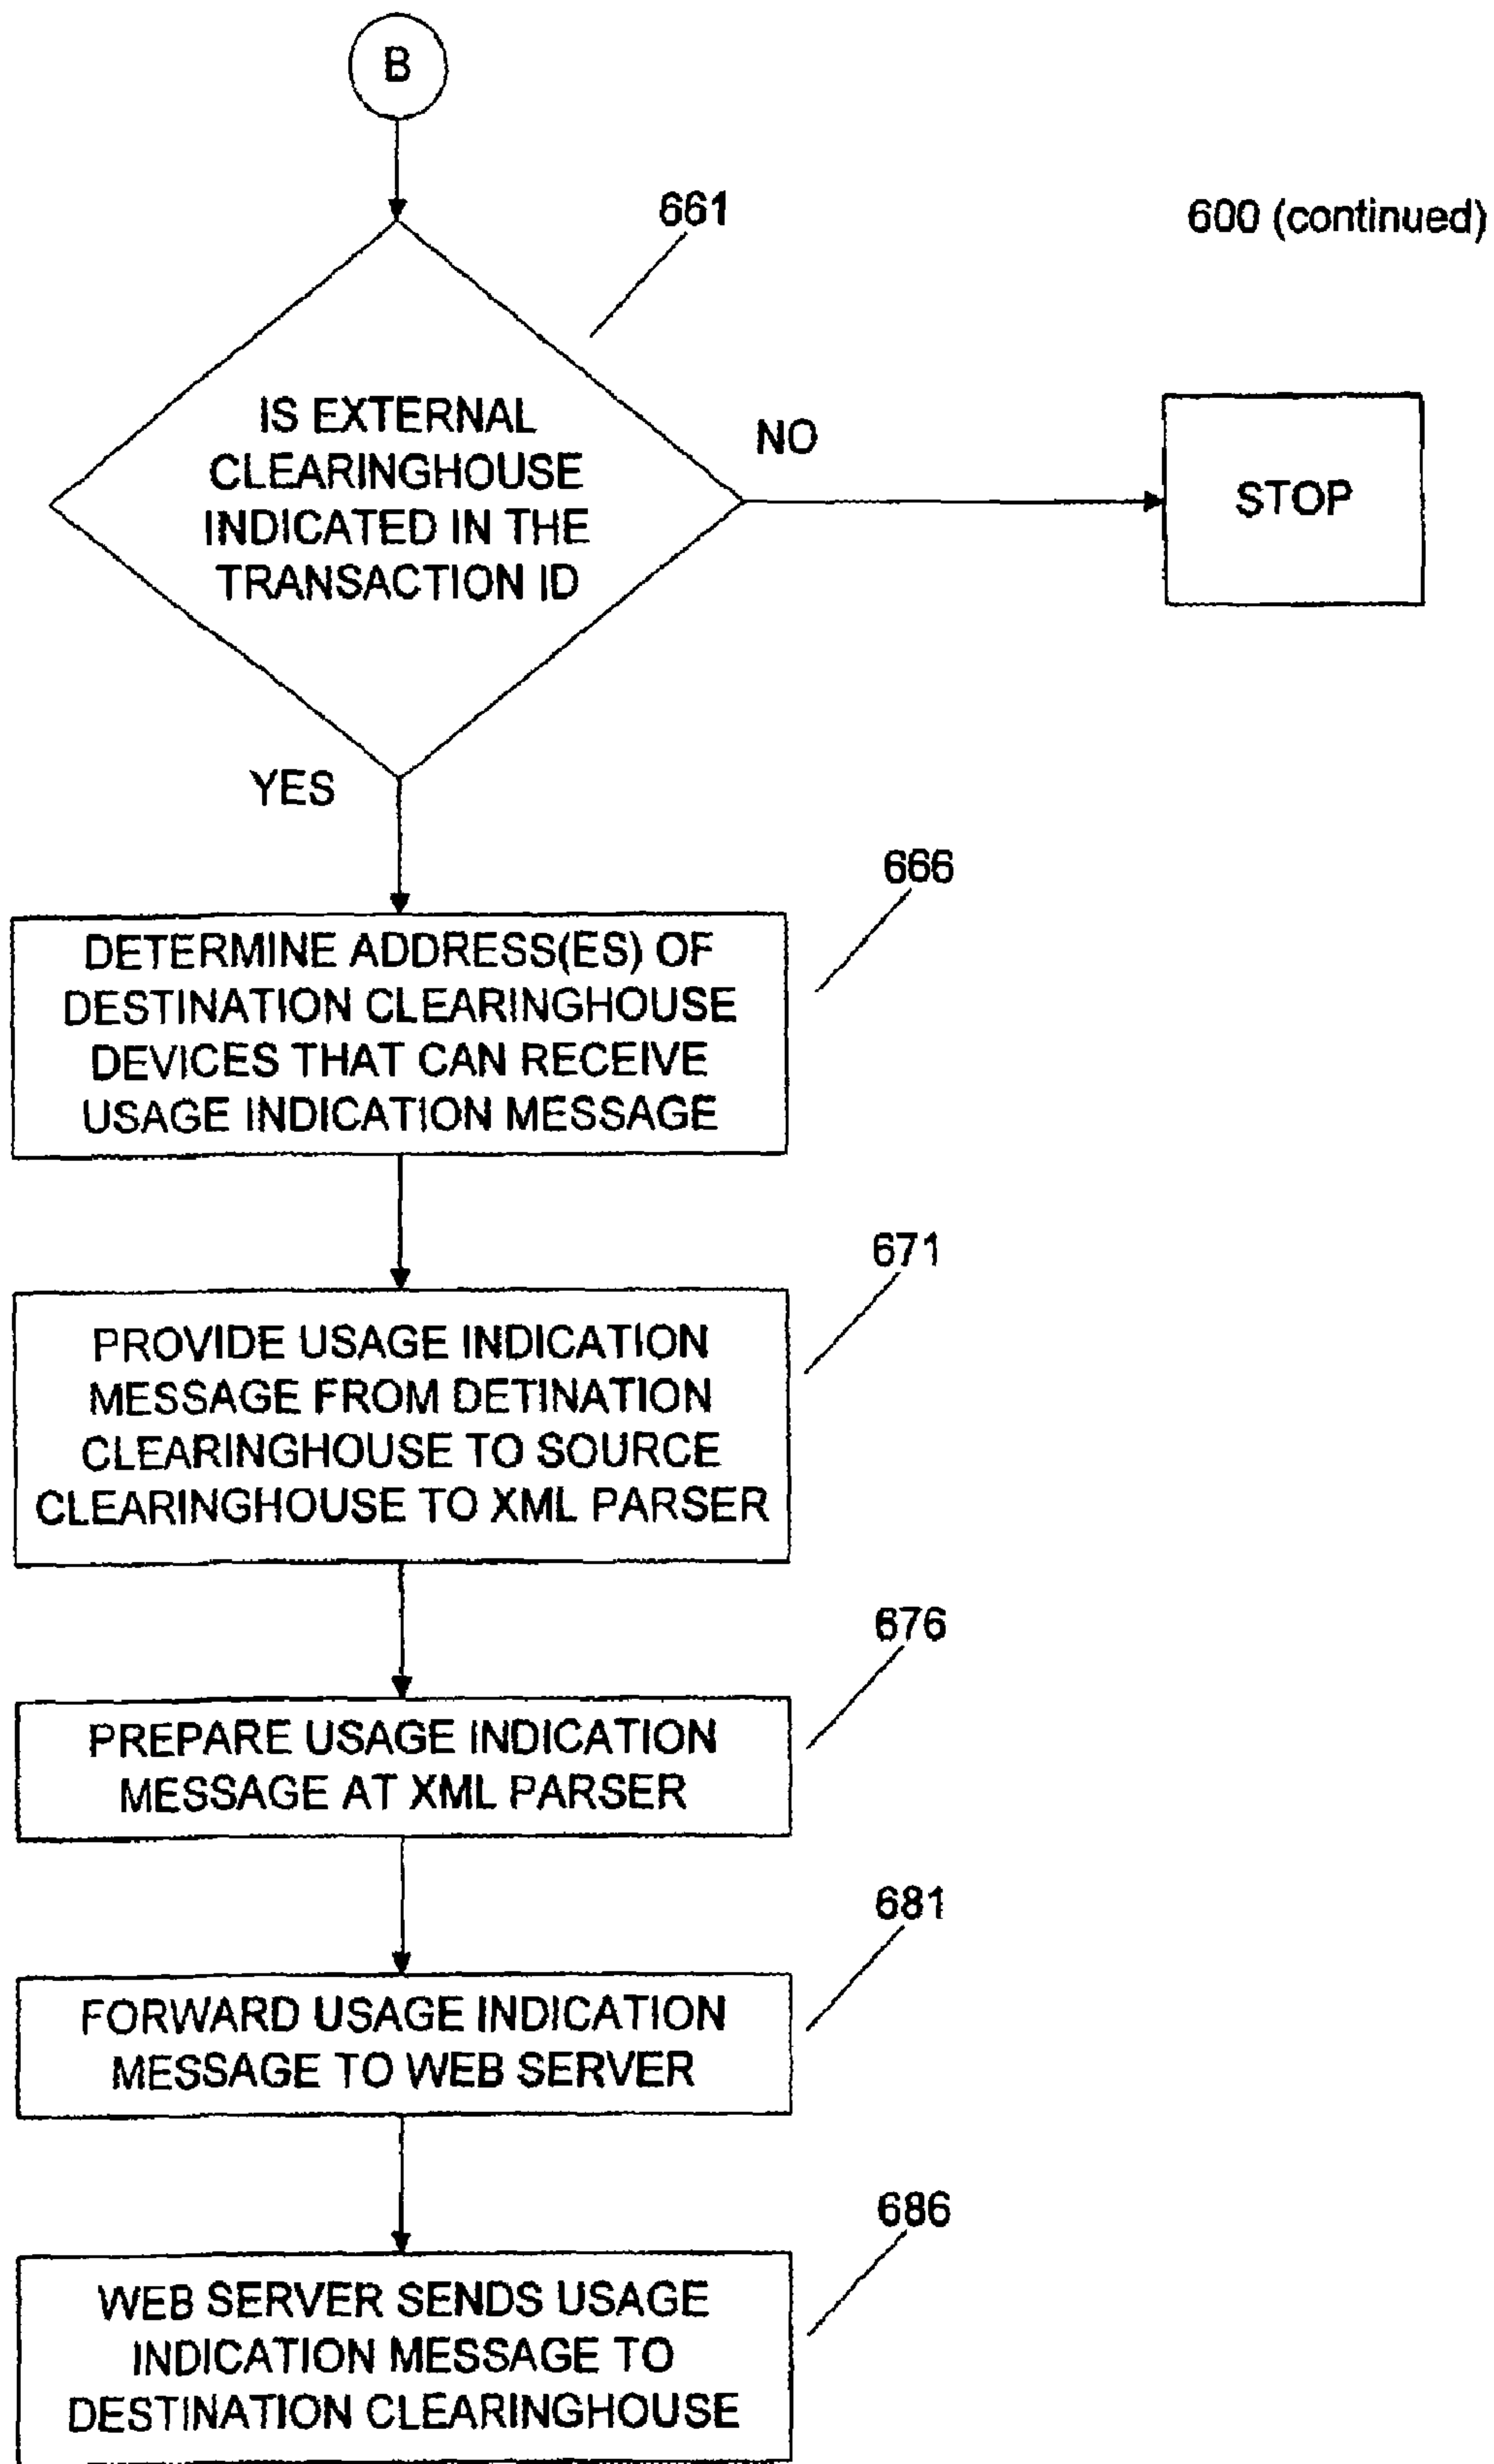 B
661
600 (continued)
IS EXTERNAL
CLEARINGHOUSE
INDICATED IN THE
TRANSACTION ID
NO
STOP
YES
666
DETERMINE ADDRESS(ES) OF
DESTINATION CLEARINGHOUSE
DEVICES THAT CAN RECEIVE
USAGE INDICATION MESSAGE
671
PROVIDE USAGE INDICATION
MESSAGE FROM DETINATION
CLEARINGHOUSE TO SOURCE
CLEARINGHOUSE TO XML PARSER
676
PREPARE USAGE INDICATION
MESSAGE AT XML PARSER
681
FORWARD USAGE INDICATION
MESSAGE TO WEB SERVER
686
WEB SERVER SENDS USAGE
INDICATION MESSAGE TO
DESTINATION CLEARINGHOUSE